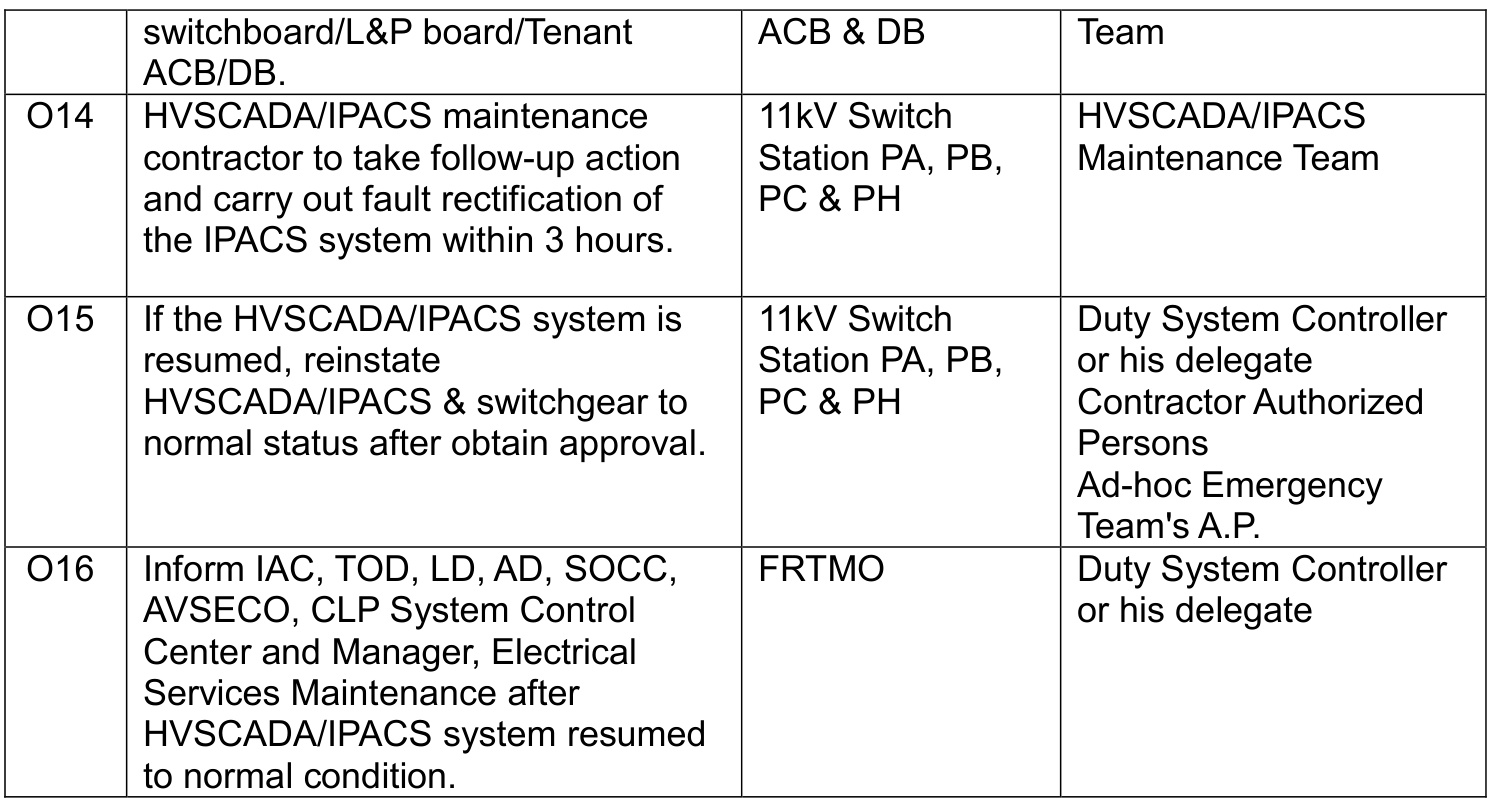 switchboard/L&P board/Tenant
ACB/DB.
ACB & DB
Team
O14
HVSCADA/IPACS maintenance
contractor to take follow-up action
and carry out fault rectification of
the IPACS system within 3 hours.
11kV Switch
Station PA, PB,
PC & PH
HVSCADA/IPACS
Maintenance Team
O15
If the HVSCADA/IPACS system is
resumed, reinstate
HVSCADA/IPACS & switchgear to
normal status after obtain approval.
11kV Switch
Station PA, PB,
PC & PH
Duty System Controller
or his delegate
Contractor Authorized
Persons
Ad-hoc Emergency
Team's A.P.
O16
Inform IAC, TOD, LD, AD, SOCC,
AVSECO, CLP System Control
Center and Manager, Electrical
Services Maintenance after
HVSCADA/IPACS system resumed
to normal condition.
FRTMO
Duty System Controller
or his delegate